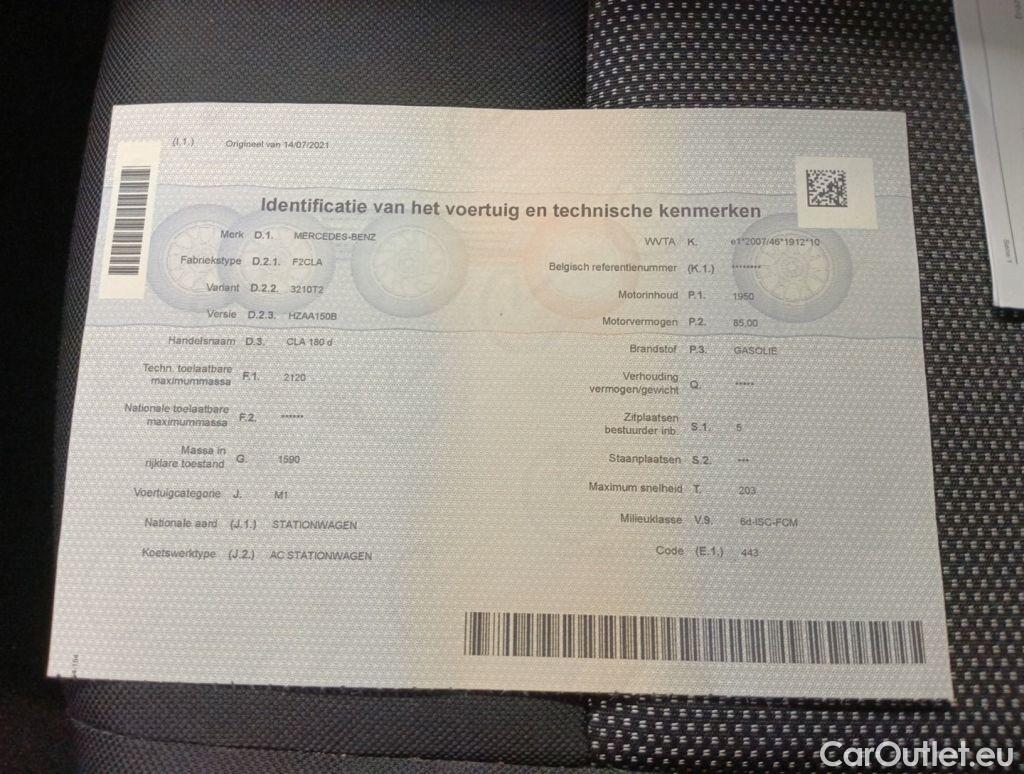 (I.1.) Origineel van 14/07/2021
Identificatie van het voertuig en technische kenmerken
Merk D.1. MERCEDES-BENZ
Fabriekstype D.2.1. F2CLA
Variant D.2.2. 3210T2
Versie D.2.3. HZAA150B
Handelsnaam D.3. CLA 180 d
Techn. toelaatbare
maximummassa F.1. 2120
Nationale toelaatbare
maximummassa F.2. ******
Massa in
rijklare toestand G. 1590
Voertuigcategorie J. M1
Nationale aard (J.1.) STATIONWAGEN
Koetswerktype (J.2.) AC STATIONWAGEN
WVTA K. e1*2007/46*1912*10
Belgisch referentienummer (K.1.) ********
Motorinhoud P.1. 1950
Motorvermogen P.2. 85,00
Brandstof P.3. GASOLIE
Verhouding
vermogen/gewicht Q. *****
Zitplaatsen
bestuurder inb. S.1. 5
Staanplaatsen S.2. ***
Maximum snelheid T. 203
Milieuklasse V.9. 6d-ISC-FCM
Code (E.1.) 443
CarOutlet.eu